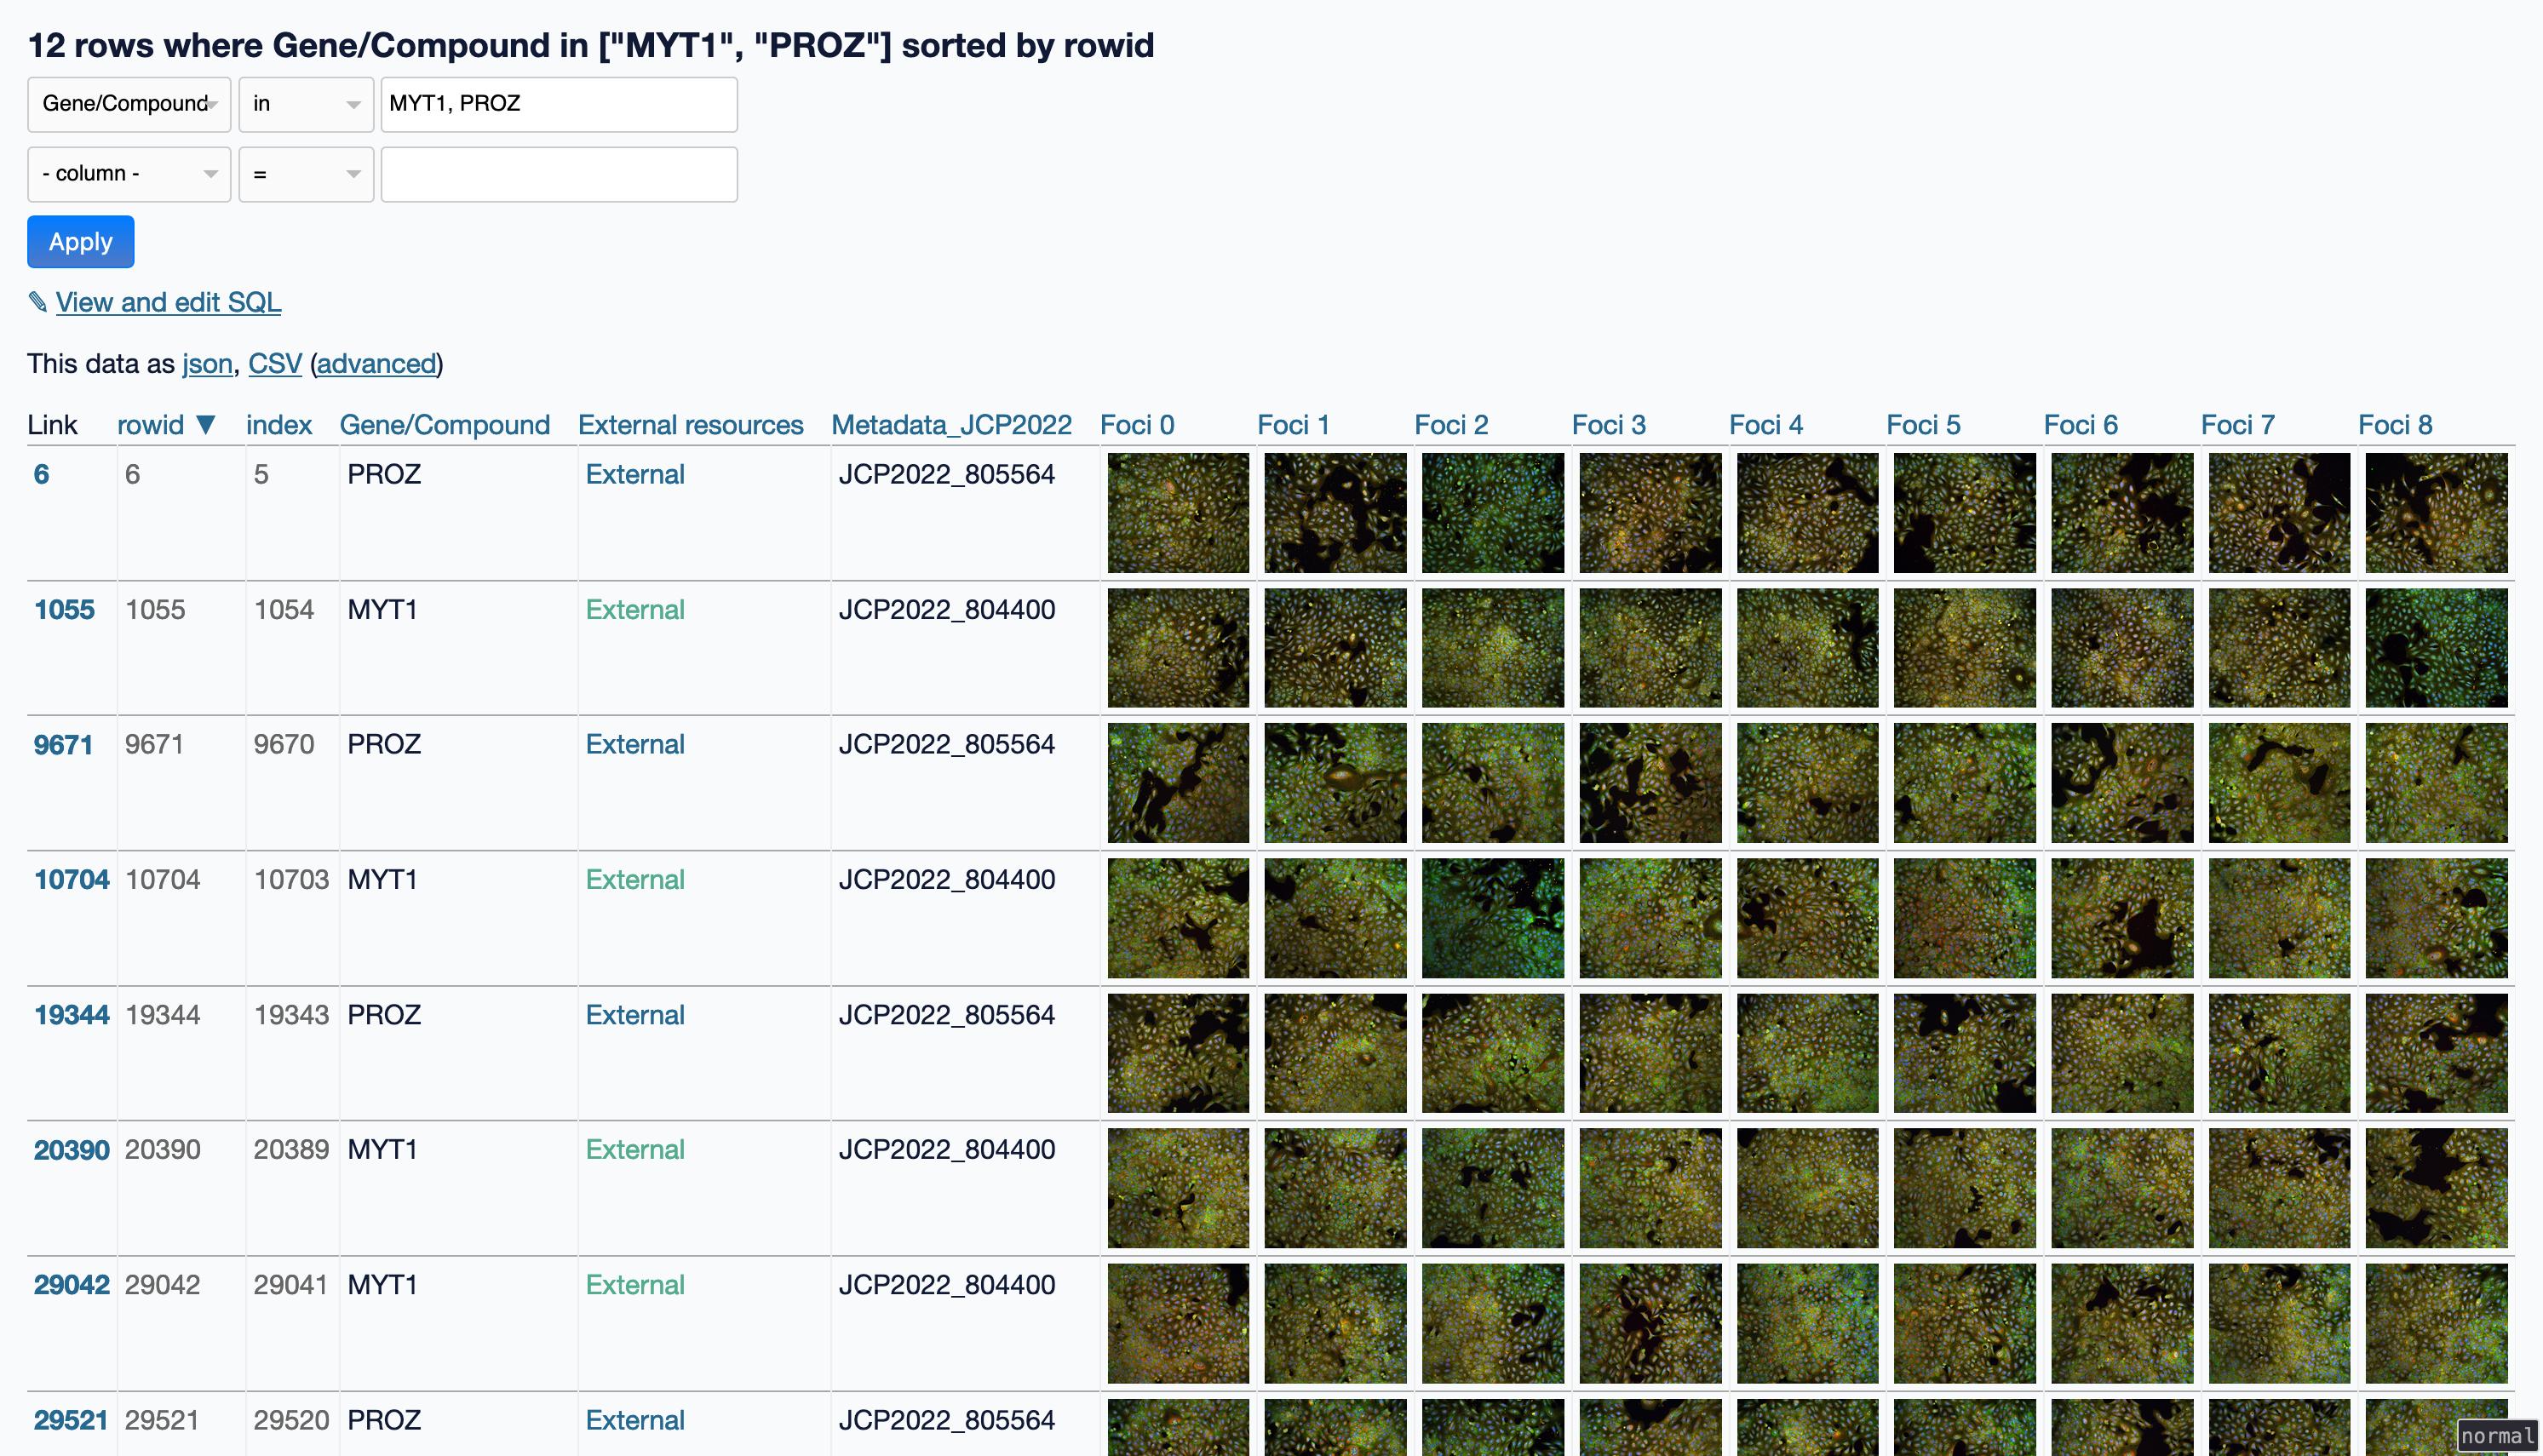 12 rows where Gene/Compound in ["MYT1", "PROZ"] sorted by rowid
Gene/Compound in MYT1, PROZ
- column - =
Apply
✎ View and edit SQL
This data as json, CSV (advanced)
Link rowid ▼ index Gene/Compound External resources Metadata_JCP2022 Foci 0 Foci 1 Foci 2 Foci 3 Foci 4 Foci 5 Foci 6 Foci 7 Foci 8
6 6 5 PROZ External JCP2022_805564
1055 1055 1054 MYT1 External JCP2022_804400
9671 9671 9670 PROZ External JCP2022_805564
10704 10704 10703 MYT1 External JCP2022_804400
19344 19344 19343 PROZ External JCP2022_805564
20390 20390 20389 MYT1 External JCP2022_804400
29042 29042 29041 MYT1 External JCP2022_804400
29521 29521 29520 PROZ External JCP2022_805564
normal